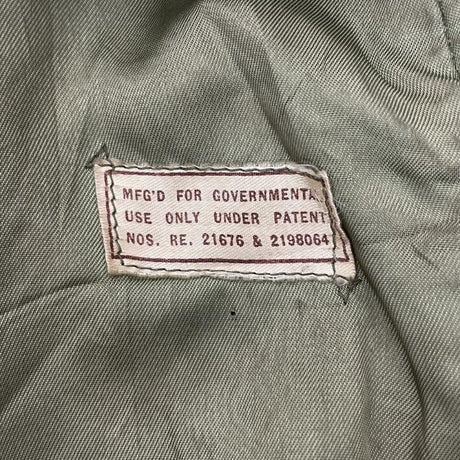 MFG'D FOR GOVERNMENTA
USE ONLY UNDER PATENT
NOS. RE. 21676 & 2198064